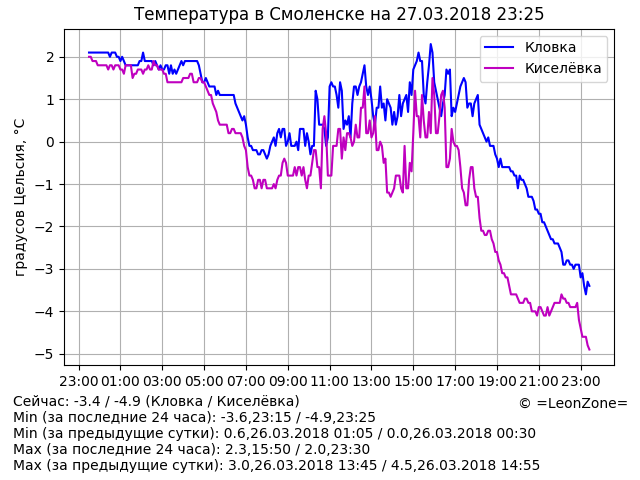 Температура в Смоленске на 27.03.2018 23:25
Кловка
Киселёвка
градусов Цельсия, °C
2
1
0
−1
−2
−3
−4
−5
23:00 01:00 03:00 05:00 07:00 09:00 11:00 13:00 15:00 17:00 19:00 21:00 23:00
Сейчас: -3.4 / -4.9 (Кловка / Киселёвка)
© =LeonZone=
Min (за последние 24 часа): -3.6,23:15 / -4.9,23:25
Min (за предыдущие сутки): 0.6,26.03.2018 01:05 / 0.0,26.03.2018 00:30
Max (за последние 24 часа): 2.3,15:50 / 2.0,23:30
Max (за предыдущие сутки): 3.0,26.03.2018 13:45 / 4.5,26.03.2018 14:55